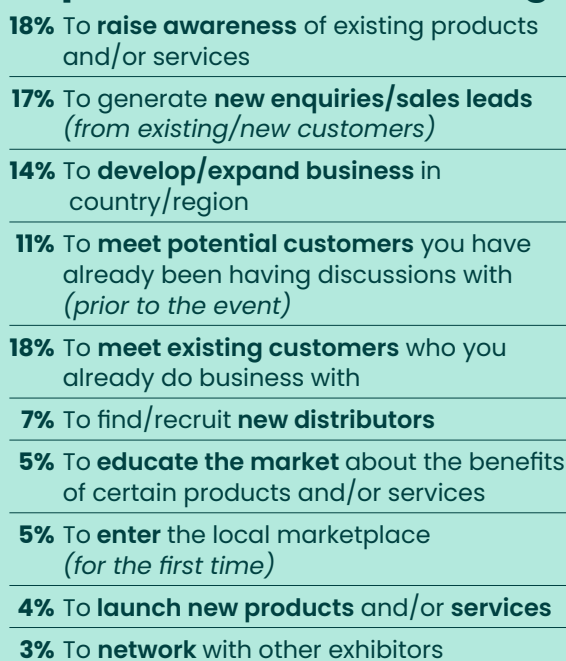 18% To raise awareness of existing products
and/or services
17% To generate new enquiries/sales leads
(from existing/new customers)
14% To develop/expand business in
country/region
11% To meet potential customers you have
already been having discussions with
(prior to the event)
18% To meet existing customers who you
already do business with
7% To find/recruit new distributors
5% To educate the market about the benefits
of certain products and/or services
5% To enter the local marketplace
(for the first time)
4% To launch new products and/or services
3% To network with other exhibitors